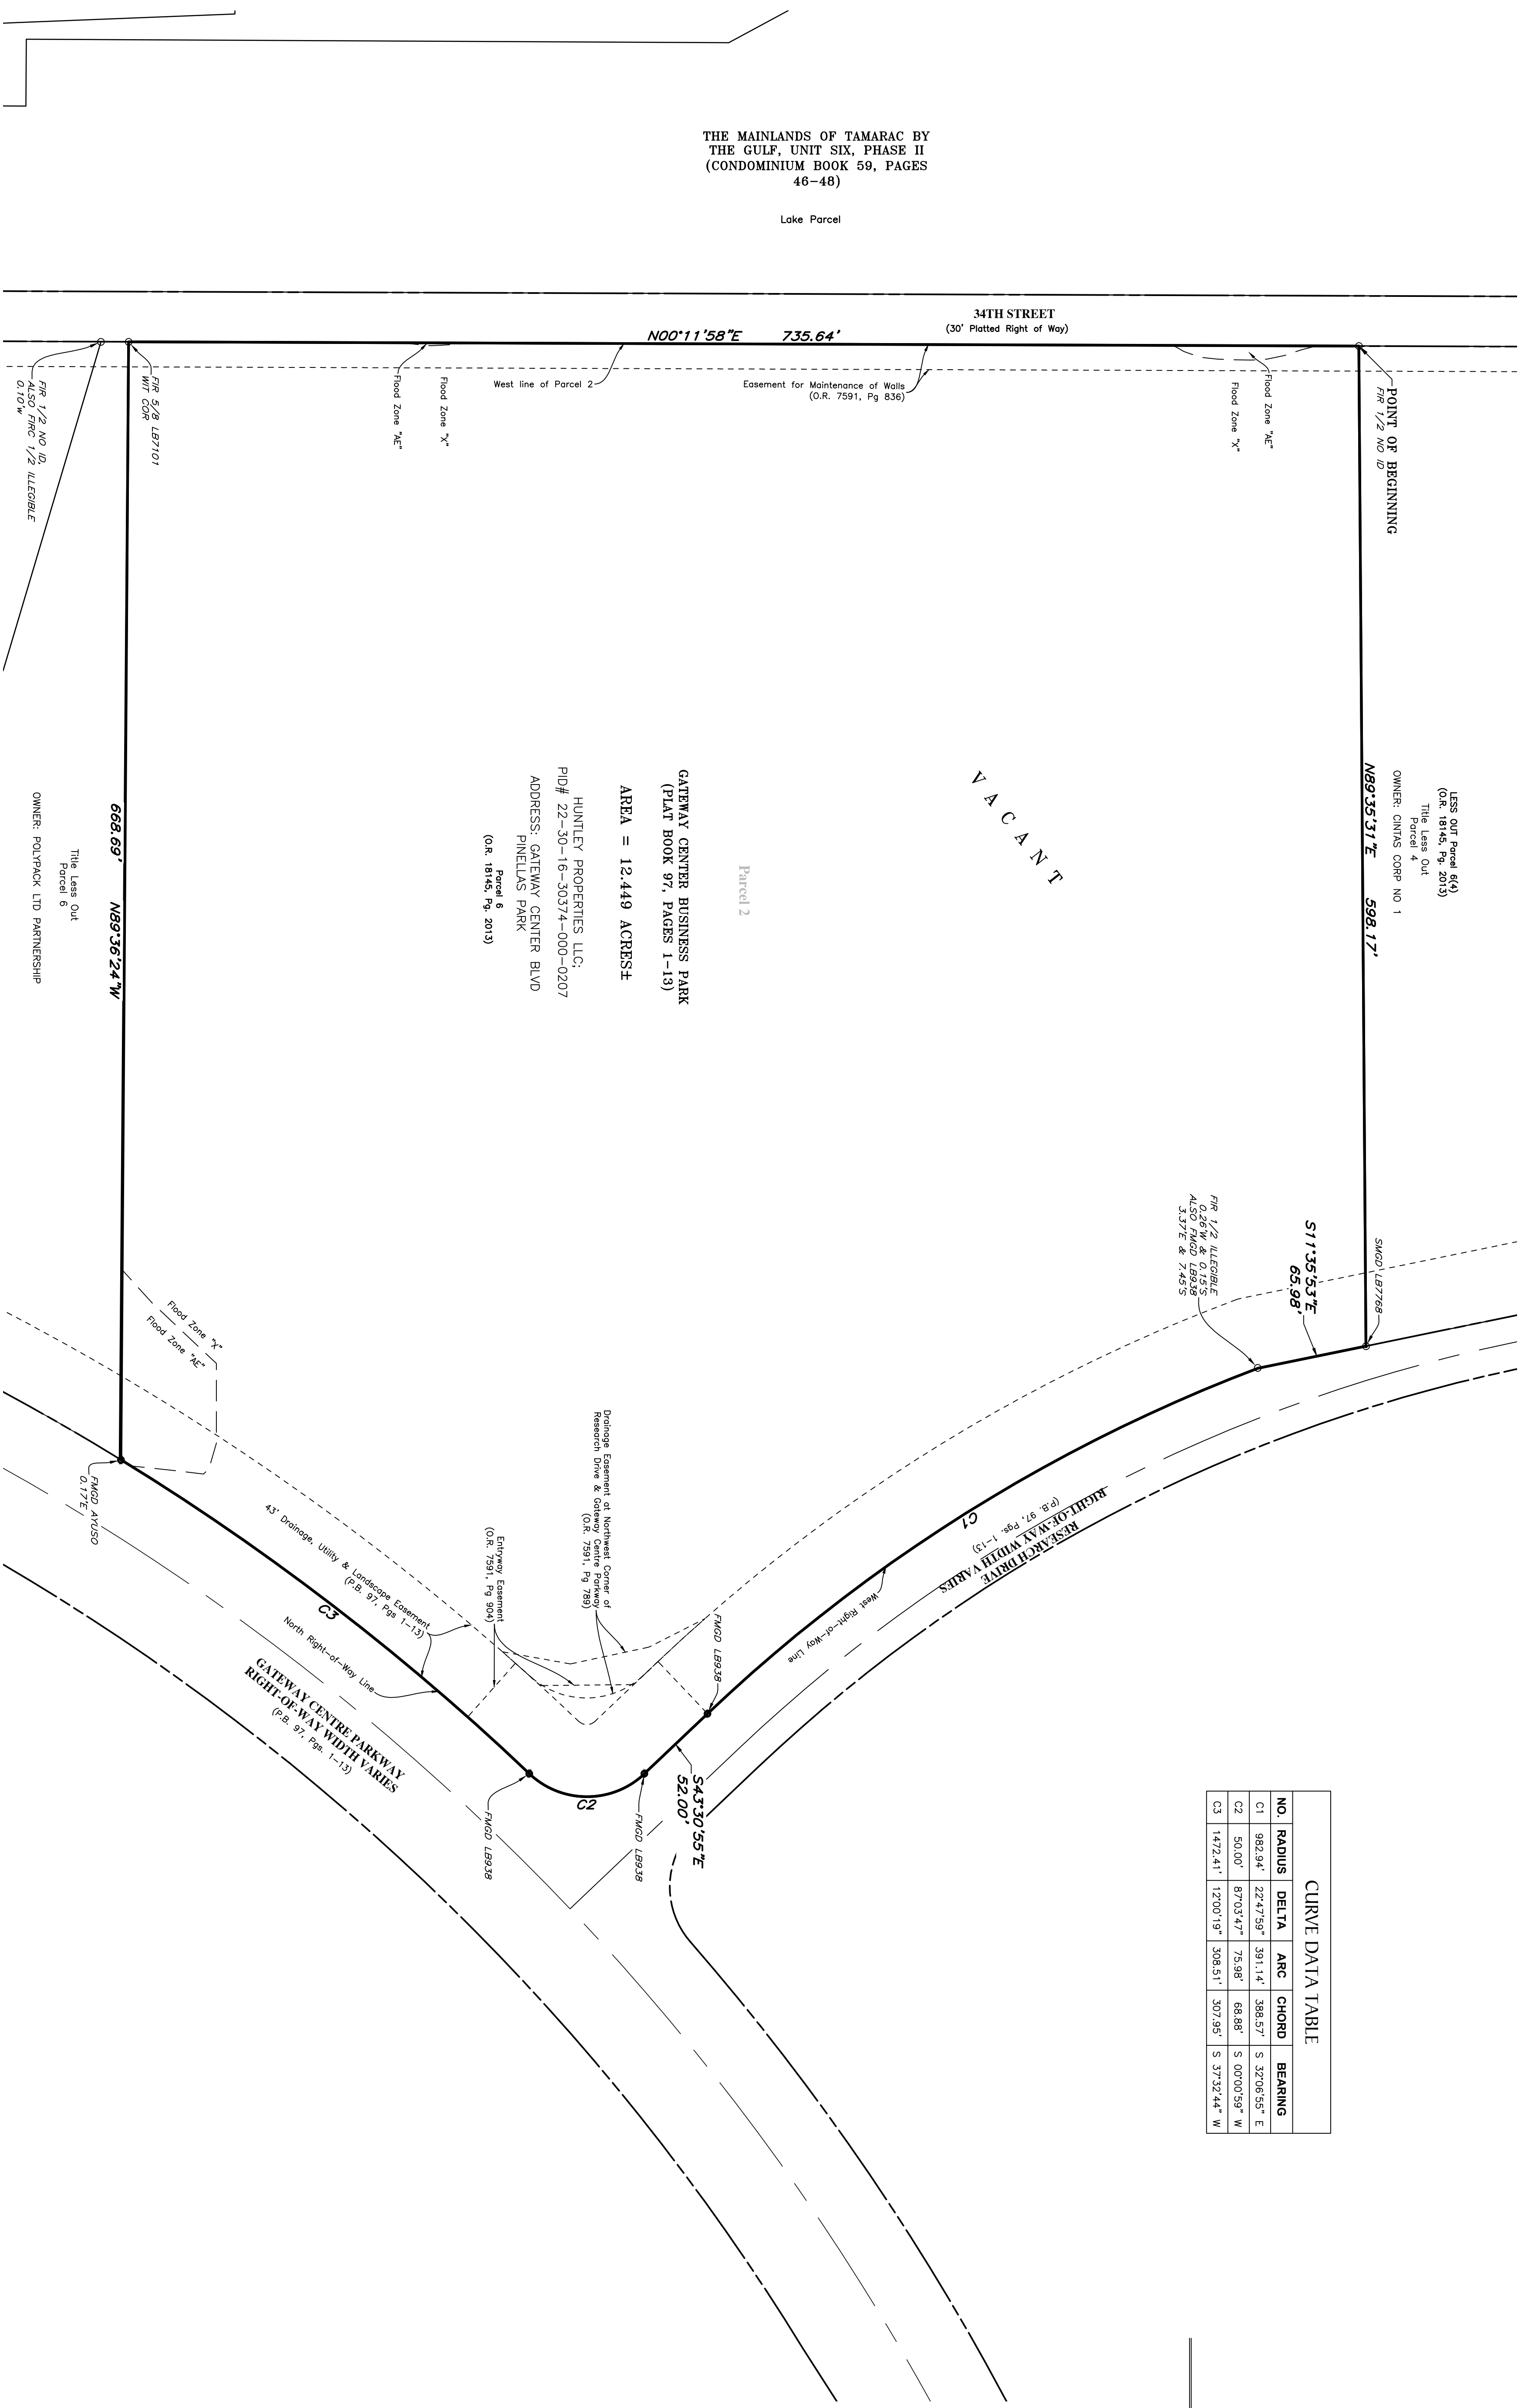 THE MAINLANDS OF TAMARAC BY
THE GULF, UNIT SIX, PHASE II
(CONDOMINIUM BOOK 59, PAGES
46-48)
Lake Parcel
34TH STREET
(30' Platted Right of Way)
N00°11'58"E 735.64'
West line of Parcel 2
Easement for Maintenance of Walls
(O.R. 7591, Pg 836)
POINT OF BEGINNING
FIR 1/2 NO ID
Flood Zone "AE"
Flood Zone "X"
Flood Zone "X"
Flood Zone "AE"
FIR 5/8 LB7101
WIT COR
FIR 1/2 NO ID,
ALSO FIRC 1/2 ILLEGIBLE
0.10'W
LESS OUT Parcel 6(4)
(O.R. 18145, Pg. 2013)
Title Less Out
Parcel 4
OWNER: CINTAS CORP NO 1
N89°35'31"E 598.17'
VACANT
Parcel 2
GATEWAY CENTER BUSINESS PARK
(PLAT BOOK 97, PAGES 1-13)
AREA = 12.449 ACRES±
HUNTLEY PROPERTIES LLC;
PID# 22-30-16-30374-000-0207
ADDRESS: GATEWAY CENTER BLVD
PINELLAS PARK
Parcel 6
(O.R. 18145, Pg. 2013)
668.69' N89°36'24"W
Title Less Out
Parcel 6
OWNER: POLYPACK LTD PARTNERSHIP
SMGD LB7768
S11°35'53"E
65.98'
FIR 1/2 ILLEGIBLE
0.26'W & 0.15'S
ALSO FMGD LB938
3.37'E & 7.45'S
C1
RESEARCH DRIVE
RIGHT-OF-WAY WIDTH VARIES
(P.B. 97, Pgs. 1-13)
West Right-of-Way Line
Flood Zone "X"
Flood Zone "AE"
FMGD AYUSO
0.17'E
Drainage Easement at Northwest Corner of
Research Drive & Gateway Centre Parkway
(O.R. 7591, Pg 789)
Entryway Easement
(O.R. 7591, Pg 904)
43' Drainage, Utility & Landscape Easement
(P.B. 97, Pgs 1-13)
C3
North Right-of-Way Line
GATEWAY CENTRE PARKWAY
RIGHT-OF-WAY WIDTH VARIES
(P.B. 97, Pgs. 1-13)
FMGD LB938
S43°30'55"E
52.00'
C2
FMGD LB938
FMGD LB938
CURVE DATA TABLE
NO. RADIUS DELTA ARC CHORD BEARING
C1 982.94' 22°47'59" 391.14' 388.57' S 32°06'55" E
C2 50.00' 87°03'47" 75.98' 68.88' S 00°00'59" W
C3 1472.41' 12°00'19" 308.51' 307.95' S 37°32'44" W